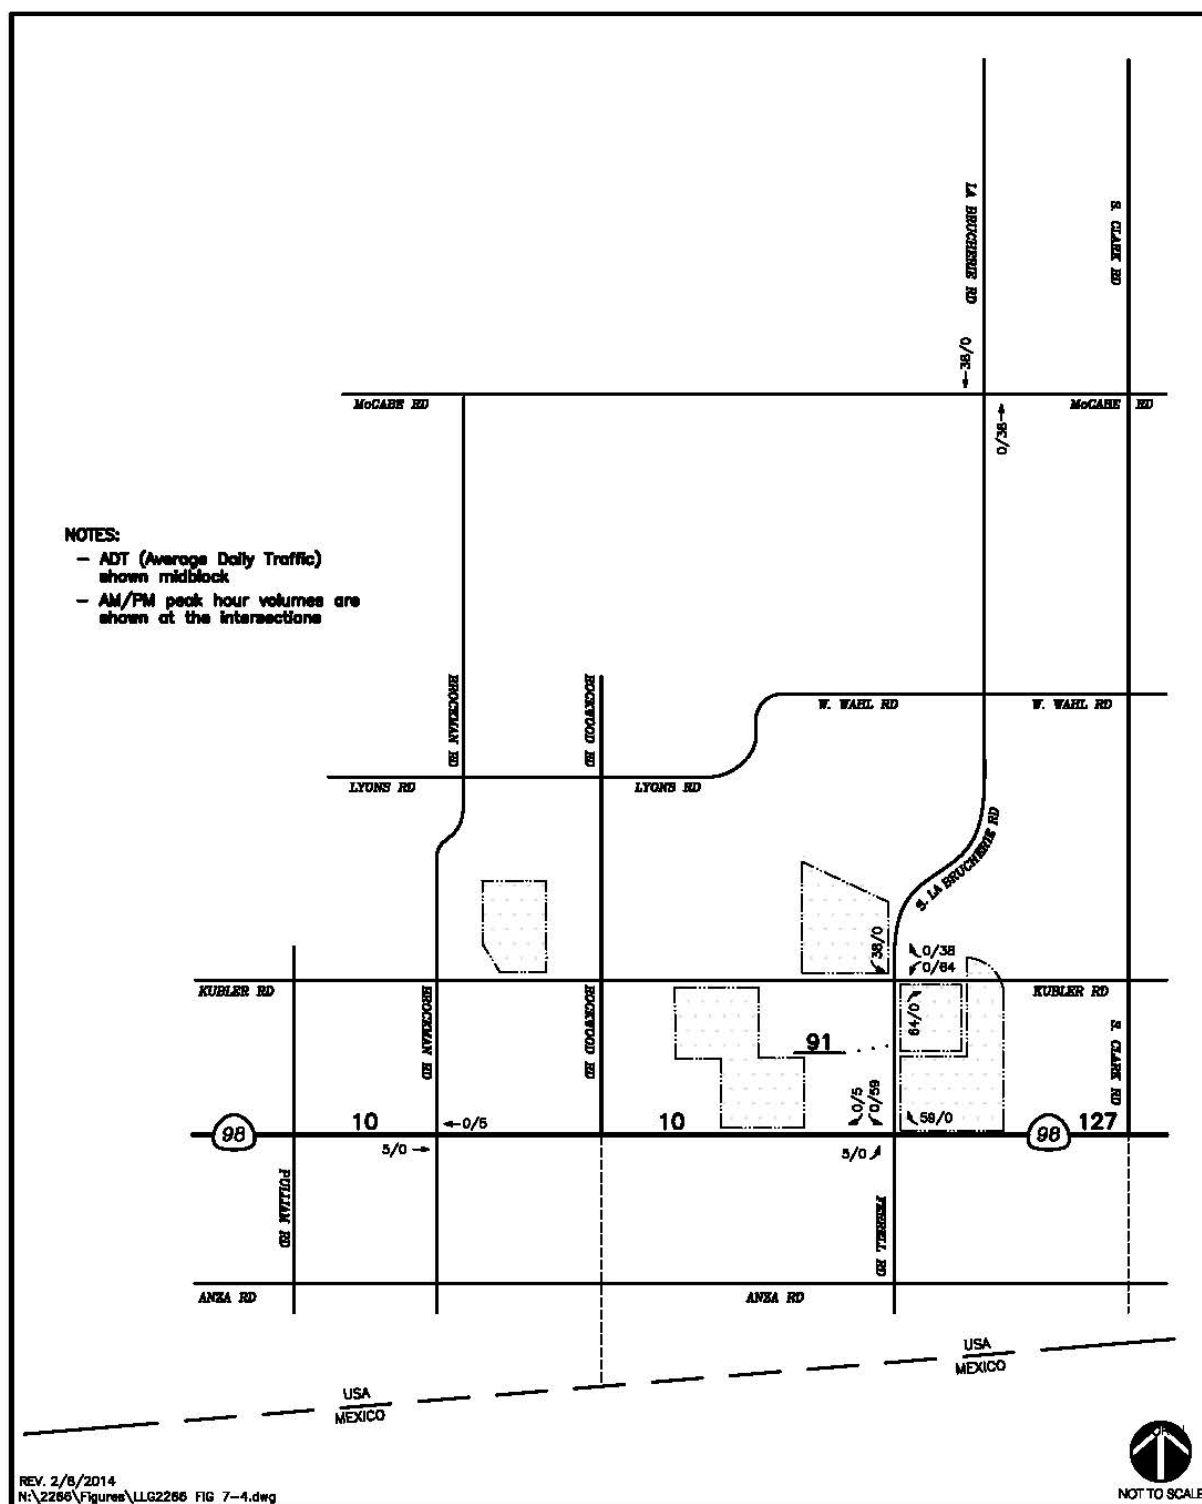 LA BRUCHERIE RD
S. CLARK RD
38/0
McCABE RD
McCABE RD
0/38
NOTES:
– ADT (Average Daily Traffic)
shown midblock
– AM/PM peak hour volumes are
shown at the intersections
BROCKMAN RD
ROCKWOOD RD
W. WAHL RD
W. WAHL RD
LYONS RD
LYONS RD
S. LA BRUCHERIE RD
38/0
0/38
0/64
KUBLER RD
BROCKMAN RD
ROCKWOOD RD
KUBLER RD
64/0
S. CLARK RD
91
0/5
0/59
59/0
98
10
0/5
10
98
127
5/0
5/0
PULLIAM RD
FERRELL RD
ANZA RD
ANZA RD
USA
MEXICO
USA
MEXICO
REV. 2/6/2014
N:\2266\Figures\LLG2266 FIG 7-4.dwg
NOT TO SCALE